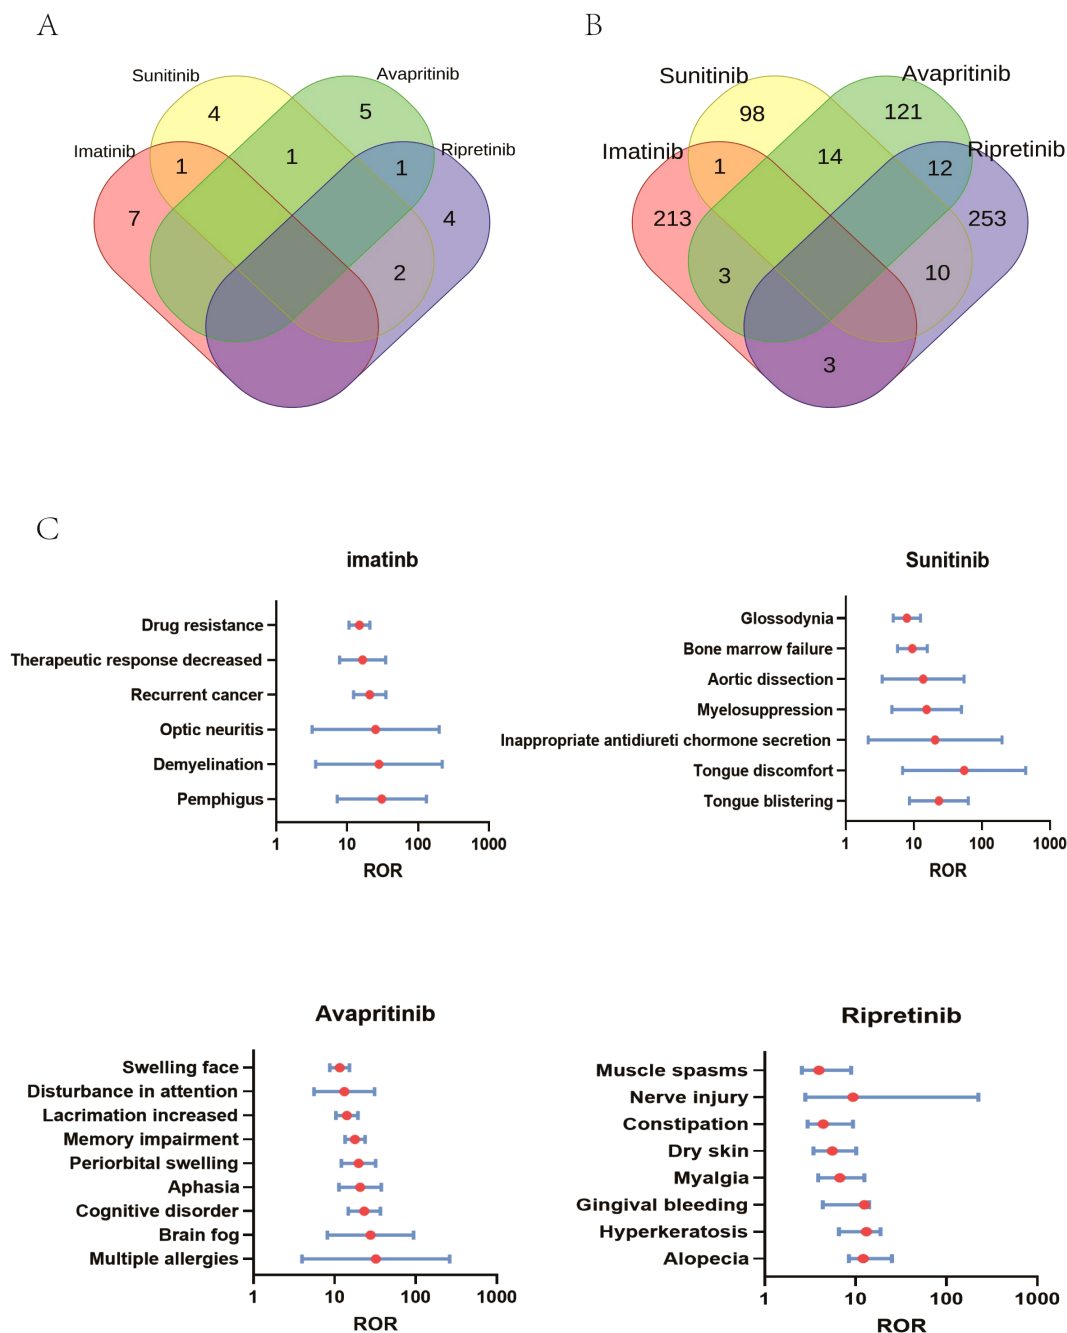 A
B
Sunitinib
Avapritinib
Imatinib
Ripretinib
4
5
1
1
1
7
4
2
Sunitinib
Avapritinib
Imatinib
Ripretinib
98
121
1
14
12
213
253
3
10
3
C
imatinb
Drug resistance
Therapeutic response decreased
Recurrent cancer
Optic neuritis
Demyelination
Pemphigus
1 10 100 1000
ROR
Sunitinib
Glossodynia
Bone marrow failure
Aortic dissection
Myelosuppression
Inappropriate antidiureti chormone secretion
Tongue discomfort
Tongue blistering
1 10 100 1000
ROR
Avapritinib
Swelling face
Disturbance in attention
Lacrimation increased
Memory impairment
Periorbital swelling
Aphasia
Cognitive disorder
Brain fog
Multiple allergies
1 10 100 1000
ROR
Ripretinib
Muscle spasms
Nerve injury
Constipation
Dry skin
Myalgia
Gingival bleeding
Hyperkeratosis
Alopecia
1 10 100 1000
ROR